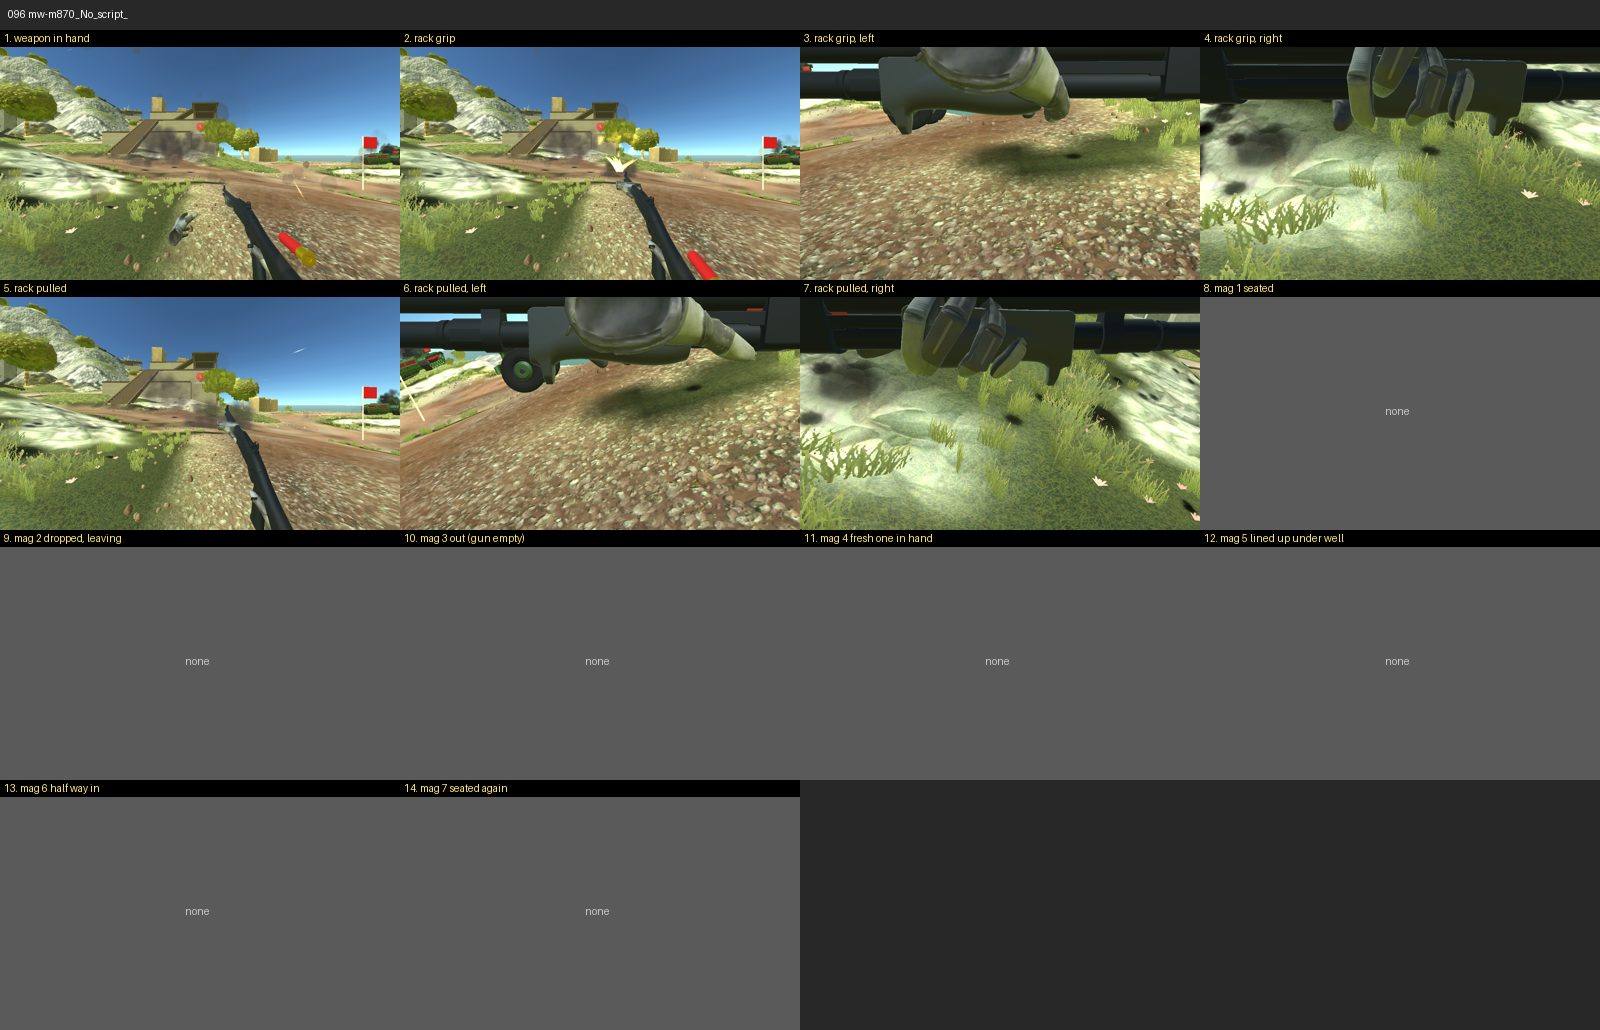 096 mw-m870_No_script_
1. weapon in hand
2. rack grip
3. rack grip, left
4. rack grip, right
5. rack pulled
6. rack pulled, left
7. rack pulled, right
8. mag 1 seated
none
9. mag 2 dropped, leaving
10. mag 3 out (gun empty)
11. mag 4 fresh one in hand
12. mag 5 lined up under well
none
none
none
none
13. mag 6 half way in
14. mag 7 seated again
none
none